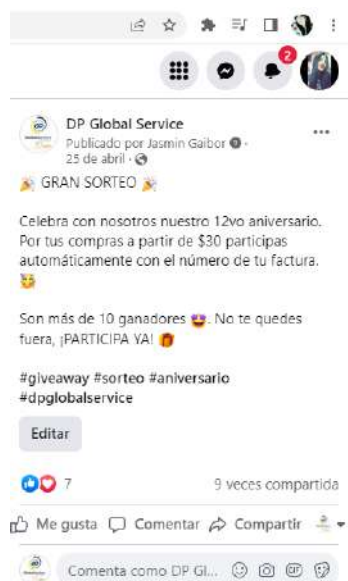 2
DP Global Service
Publicado por Jasmin Gaibor ·
25 de abril ·
🎉 GRAN SORTEO 🎉
Celebra con nosotros nuestro 12vo aniversario.
Por tus compras a partir de $30 participas
automáticamente con el número de tu factura.
🥳
Son más de 10 ganadores 🤩. No te quedes
fuera, ¡PARTICIPA YA! 🎁
#giveaway #sorteo #aniversario
#dpglobalservice
Editar
7 9 veces compartida
Me gusta Comentar Compartir
Comenta como DP Gl... GIF